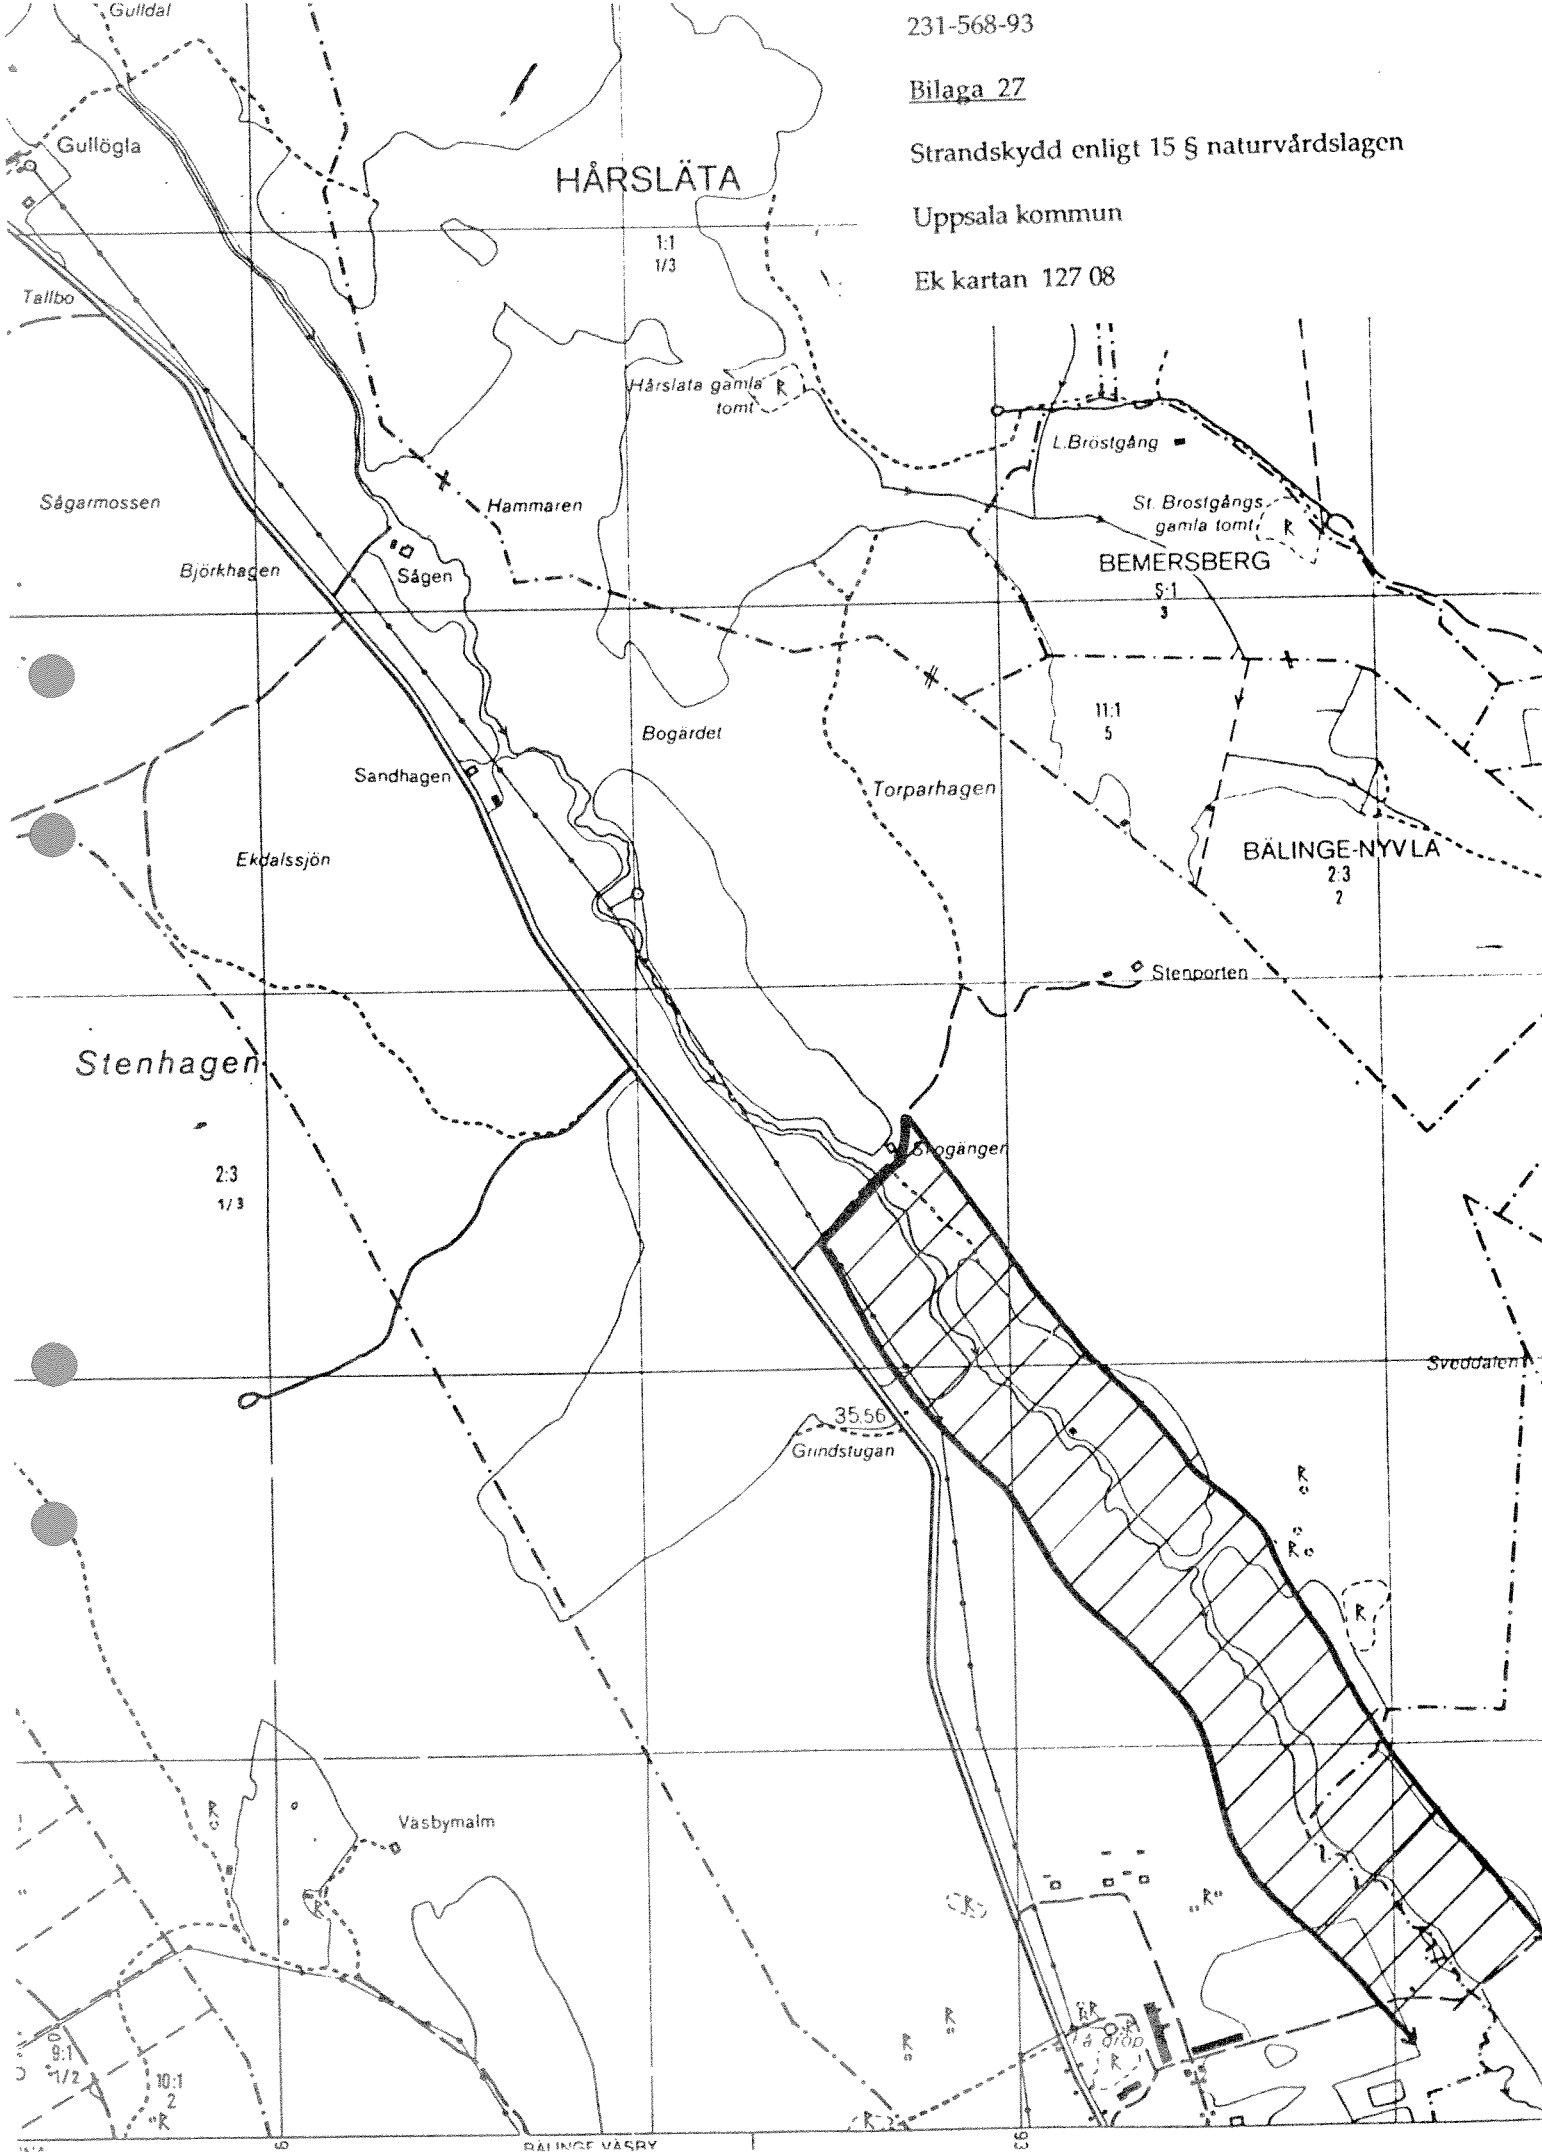 Gulldal
231-568-93
Bilaga 27
Gullögla
Strandskydd enligt 15 § naturvårdslagen
HÅRSLÄTA
Uppsala kommun
1:1
1/3
Ek kartan 127 08
Tallbo
Hårslata gamla
tomt
R
L.Bröstgång
Sågarmossen
Hammaren
St. Brostgångs
gamla tomt
R
BEMERSBERG
S:1
3
Björkhagen
Sågen
Bogärdet
11:1
5
Sandhagen
Torparhagen
Ekdalssjön
BÄLINGE-NYVLA
2:3
2
Stenporten
Stenhagen
Skogängen
2:3
1/3
Sveddalen
35.56
Grindstugan
R
R
R
R
Vasbymalm
R
R
"R"
R
R
R
R
R
R
9:1
1/2
10:1
2
"R
R
93
BÄLINGE VÄSBY